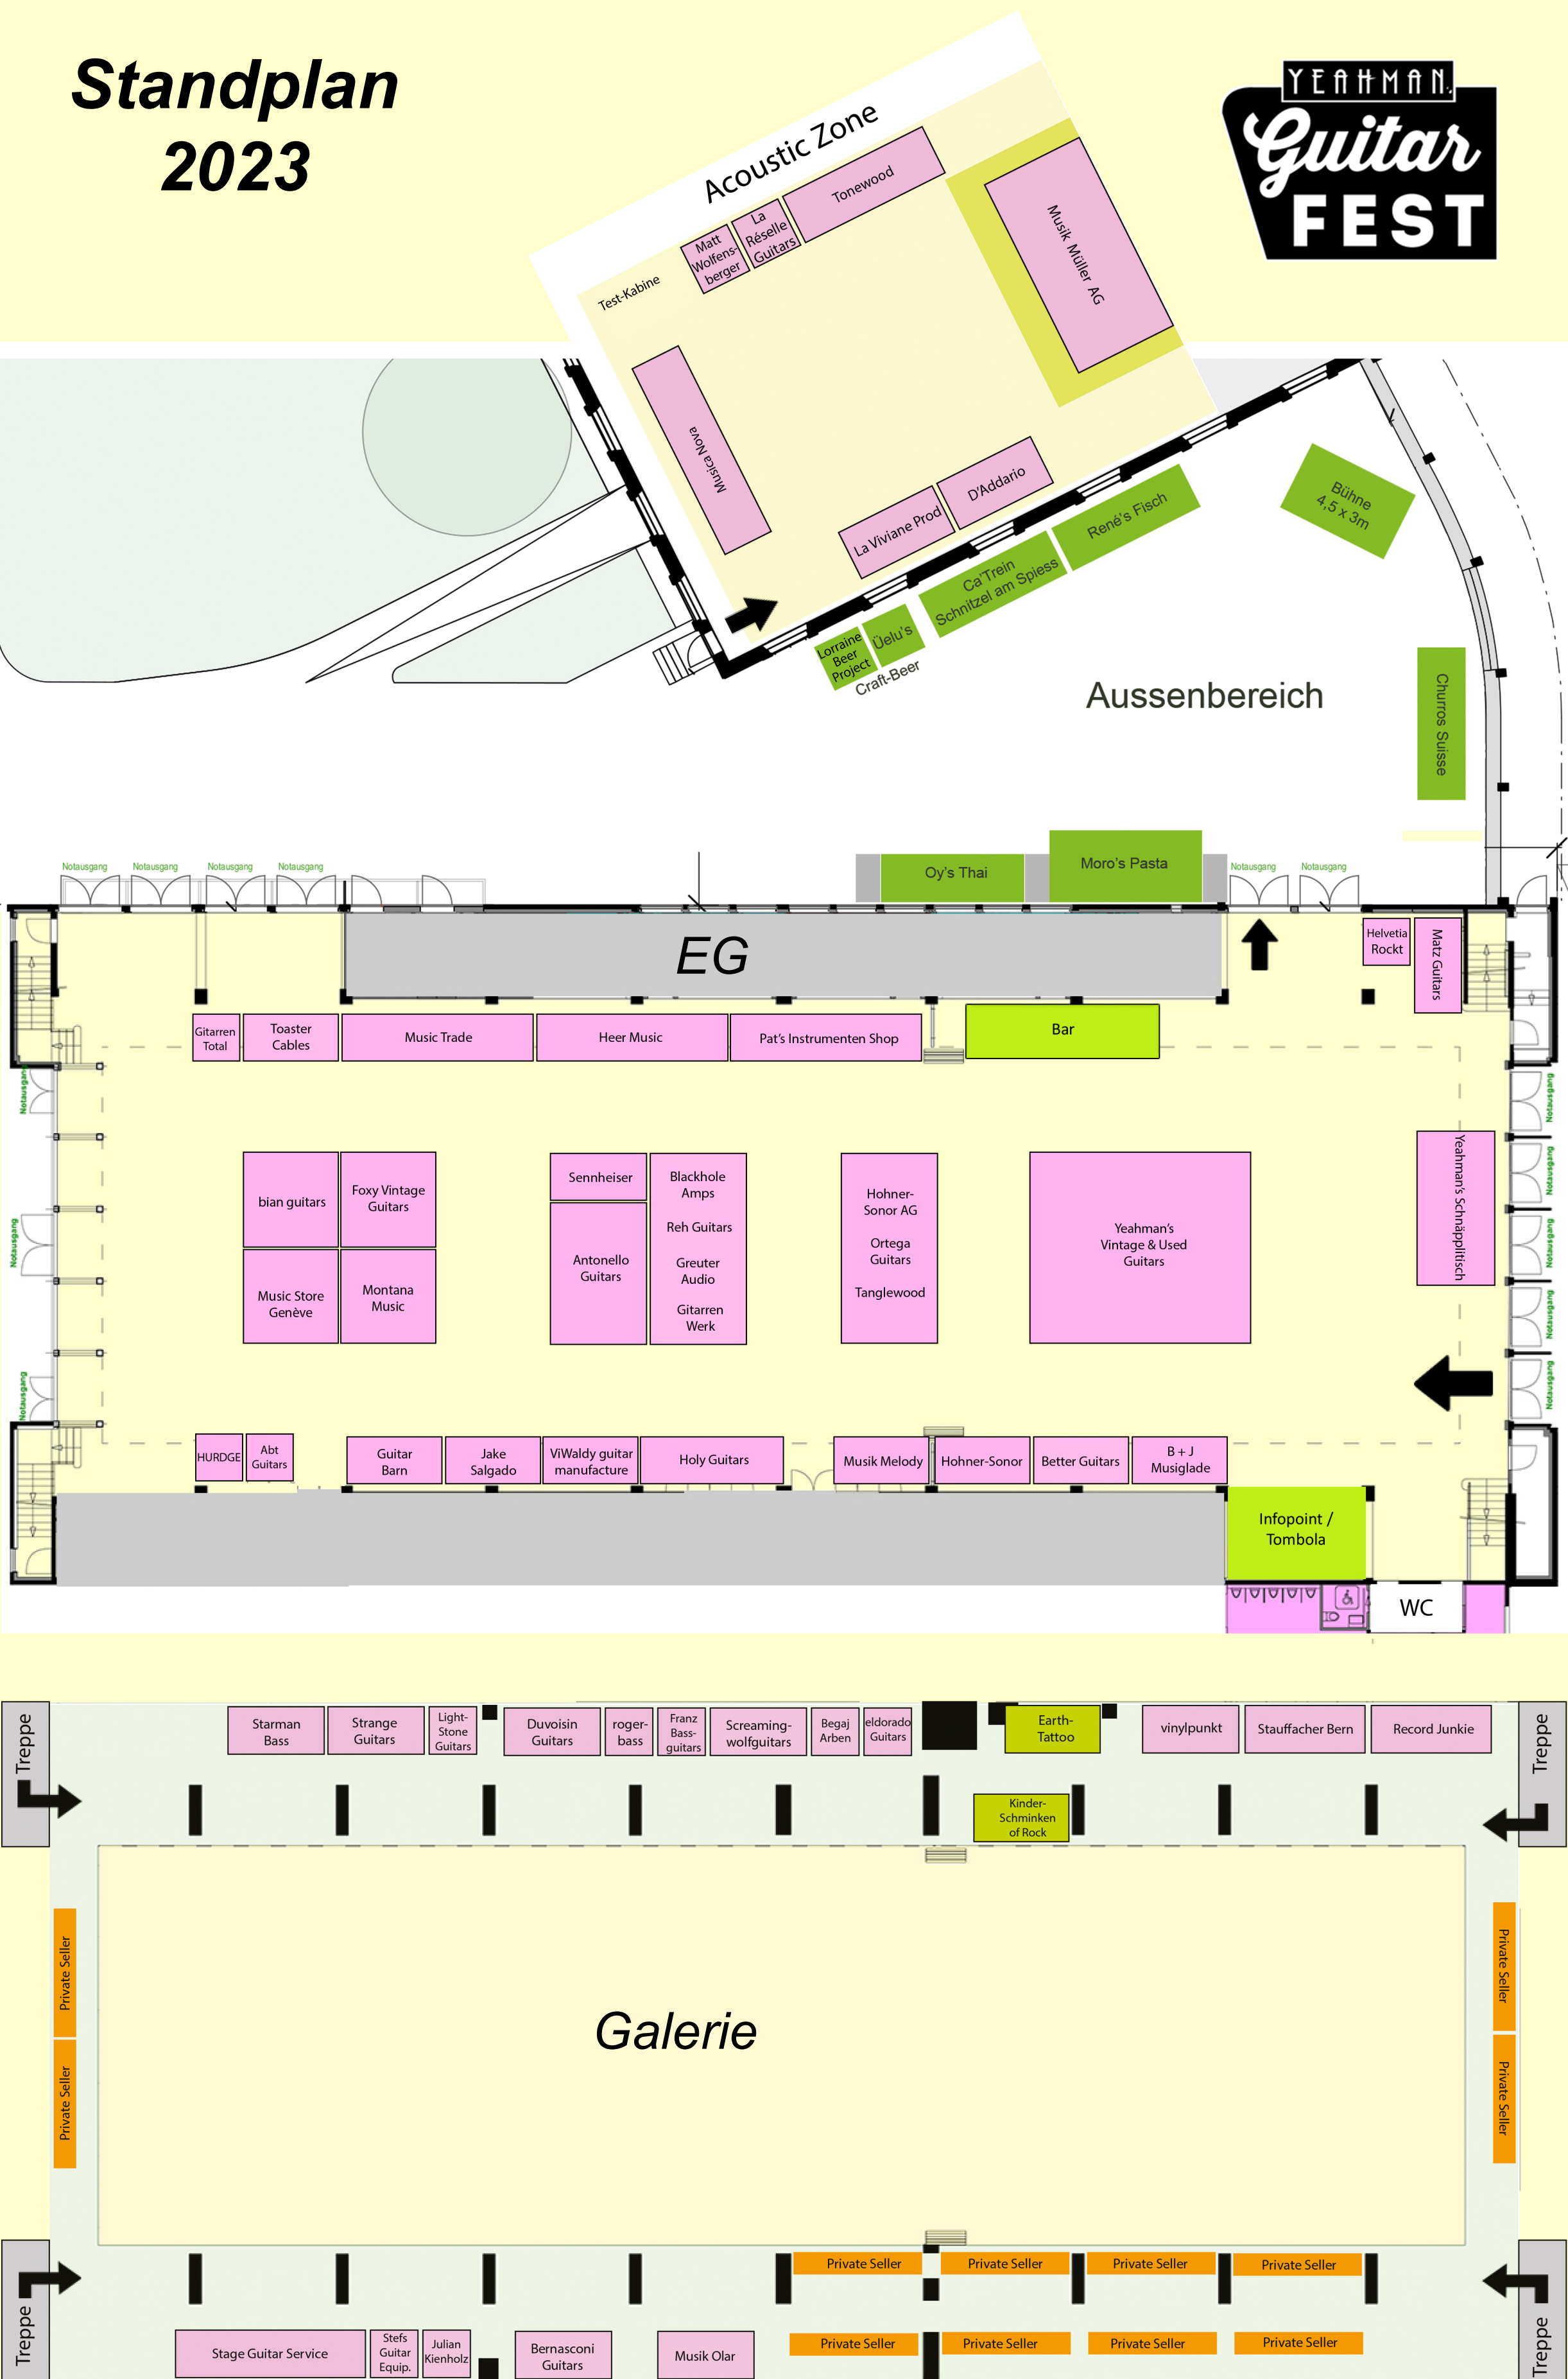 Standplan
2023
YEAHMAN
Guitar
FEST
Acoustic Zone
Test-Kabine
Matt
Wolfens-
berger
La
Réselle
Guitars
Tonewood
Musik Müller AG
Musica Nova
La Viviane Prod
D'Addario
René's Fisch
Ca'Trein
Schnitzel am Spiess
Üelu's
Lorraine
Beer
Project
Craft-Beer
Bühne
4,5 x 3m
Aussenbereich
Churros Suisse
Oy's Thai
Moro's Pasta
Notausgang
Notausgang
Notausgang
Notausgang
Notausgang
Notausgang
EG
Helvetia
Rockt
Matz Guitars
Gitarren
Total
Toaster
Cables
Music Trade
Heer Music
Pat's Instrumenten Shop
Bar
Notausgang
Notausgang
Notausgang
Notausgang
Notausgang
Notausgang
Notausgang
Notausgang
bian guitars
Foxy Vintage
Guitars
Music Store
Genève
Montana
Music
Sennheiser
Antonello
Guitars
Blackhole
Amps
Reh Guitars
Greuter
Audio
Gitarren
Werk
Hohner-
Sonor AG
Ortega
Guitars
Tanglewood
Yeahman's
Vintage & Used
Guitars
Yeahman's Schnäpplitisch
HURDGE
Abt
Guitars
Guitar
Barn
Jake
Salgado
ViWaldy guitar
manufacture
Holy Guitars
Musik Melody
Hohner-Sonor
Better Guitars
B + J
Musiglade
Infopoint /
Tombola
WC
Treppe
Starman
Bass
Strange
Guitars
Light-
Stone
Guitars
Duvoisin
Guitars
roger-
bass
Franz
Bass-
guitars
Screaming-
wolfguitars
Begaj
Arben
eldorado
Guitars
Earth-
Tattoo
vinylpunkt
Stauffacher Bern
Record Junkie
Treppe
Kinder-
Schminken
of Rock
Private Seller
Private Seller
Private Seller
Private Seller
Galerie
Private Seller
Private Seller
Private Seller
Private Seller
Treppe
Stage Guitar Service
Stefs
Guitar
Equip.
Julian
Kienholz
Bernasconi
Guitars
Musik Olar
Private Seller
Private Seller
Private Seller
Private Seller
Treppe